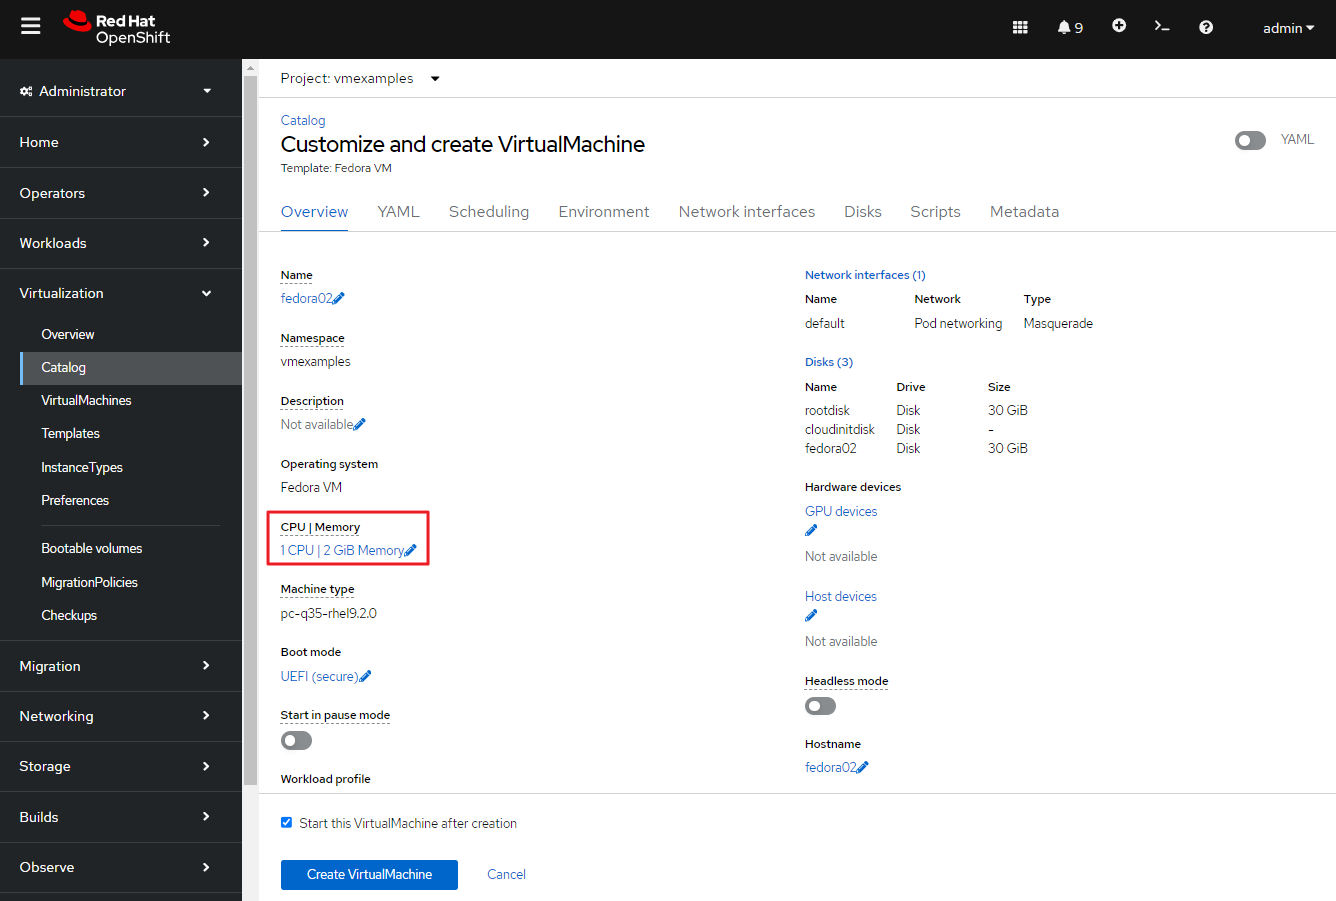 Red Hat
OpenShift
9
admin
Administrator
Home
Operators
Workloads
Virtualization
Overview
Catalog
VirtualMachines
Templates
InstanceTypes
Preferences
Bootable volumes
MigrationPolicies
Checkups
Migration
Networking
Storage
Builds
Observe
Project: vmexamples
Catalog
Customize and create VirtualMachine
Template: Fedora VM
YAML
Overview YAML Scheduling Environment Network interfaces Disks Scripts Metadata
Name
fedora02
Namespace
vmexamples
Description
Not available
Operating system
Fedora VM
CPU | Memory
1 CPU | 2 GiB Memory
Machine type
pc-q35-rhel9.2.0
Boot mode
UEFI (secure)
Start in pause mode
Workload profile
Network interfaces (1)
Name Network Type
default Pod networking Masquerade
Disks (3)
Name Drive Size
rootdisk Disk 30 GiB
cloudinitdisk Disk -
fedora02 Disk 30 GiB
Hardware devices
GPU devices
Not available
Host devices
Not available
Headless mode
Hostname
fedora02
Start this VirtualMachine after creation
Create VirtualMachine Cancel